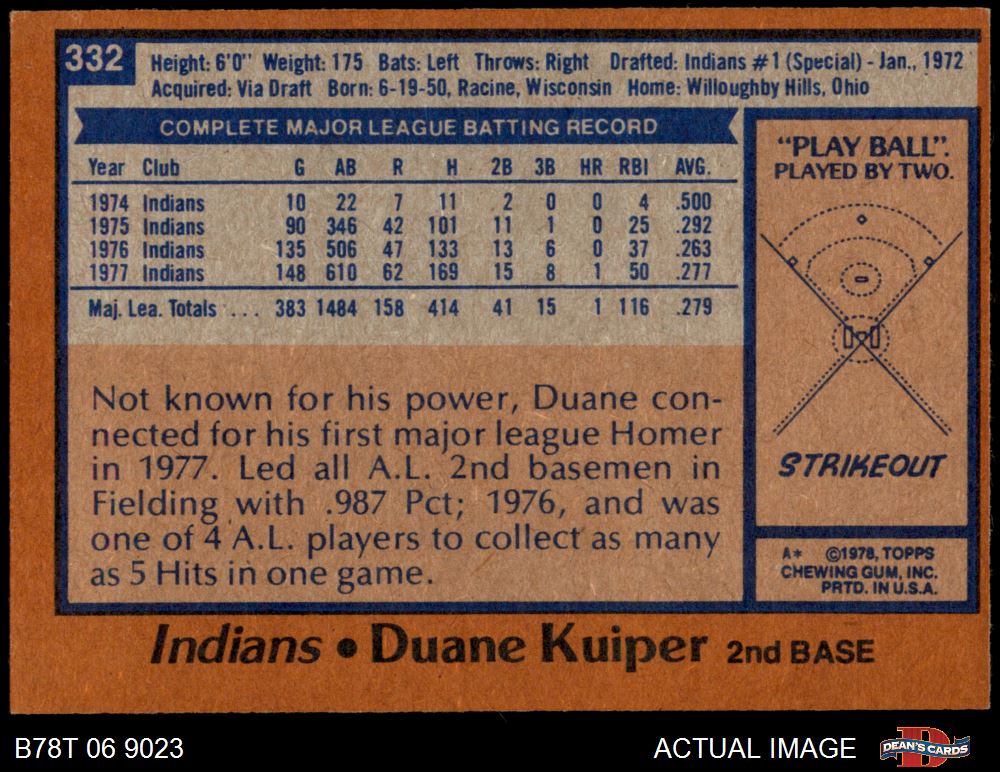 332
Height: 6'0" Weight: 175 Bats: Left Throws: Right Drafted: Indians #1 (Special) - Jan., 1972
Acquired: Via Draft Born: 6-19-50, Racine, Wisconsin Home: Willoughby Hills, Ohio
COMPLETE MAJOR LEAGUE BATTING RECORD
Year Club G AB R H 2B 3B HR RBI AVG.
1974 Indians 10 22 7 11 2 0 0 4 .500
1975 Indians 90 346 42 101 11 1 0 25 .292
1976 Indians 135 506 47 133 13 6 0 37 .263
1977 Indians 148 610 62 169 15 8 1 50 .277
Maj. Lea. Totals ... 383 1484 158 414 41 15 1 116 .279
Not known for his power, Duane con-
nected for his first major league Homer
in 1977. Led all A.L. 2nd basemen in
Fielding with .987 Pct; 1976, and was
one of 4 A.L. players to collect as many
as 5 Hits in one game.
"PLAY BALL".
PLAYED BY TWO.
STRIKEOUT
A* ©1978, TOPPS
CHEWING GUM, INC.
PRTD. IN U.S.A.
Indians • Duane Kuiper 2nd BASE
B78T 06 9023 ACTUAL IMAGE D DEAN'S CARDS